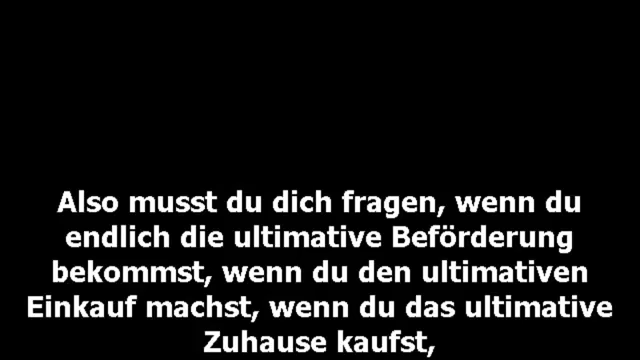 Also musst du dich fragen, wenn du
endlich die ultimative Beförderung
bekommst, wenn du den ultimativen
Einkauf machst, wenn du das ultimative
Zuhause kaufst,